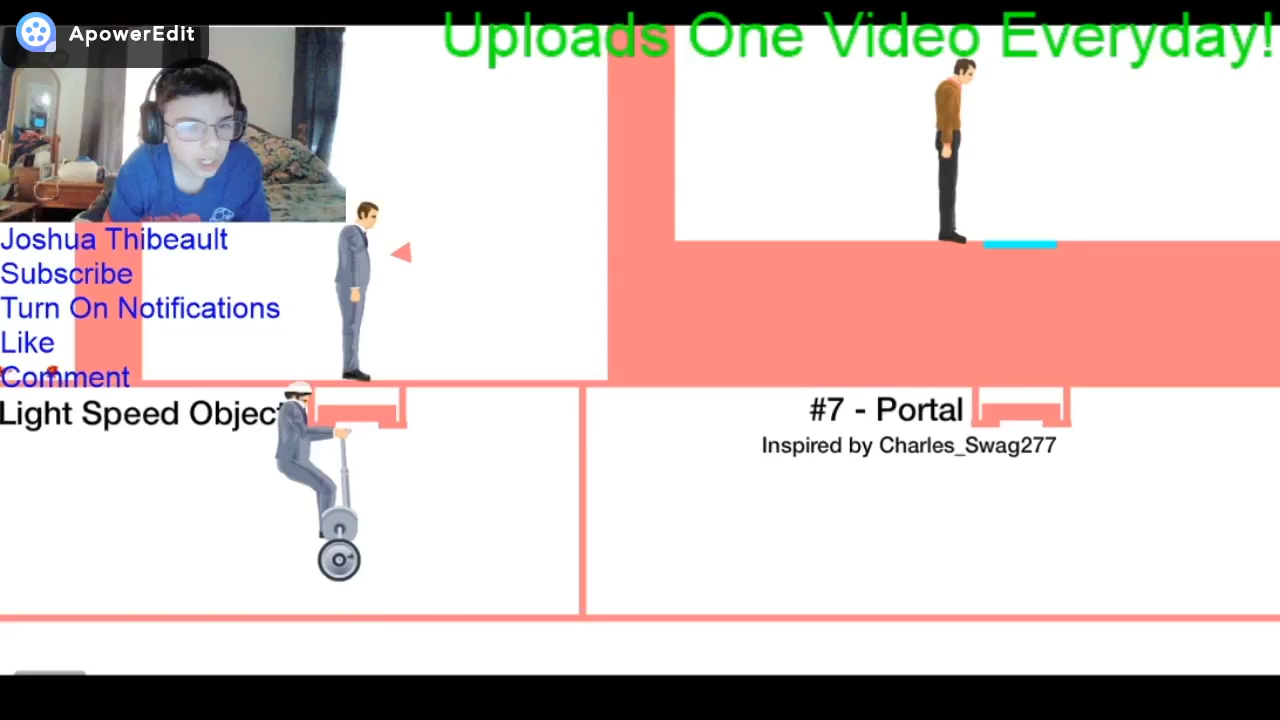 ApowerEdit
Uploads One Video Everyday!
Joshua Thibeault
Subscribe
Turn On Notifications
Like
Comment
Light Speed Object
#7 - Portal
Inspired by Charles_Swag277